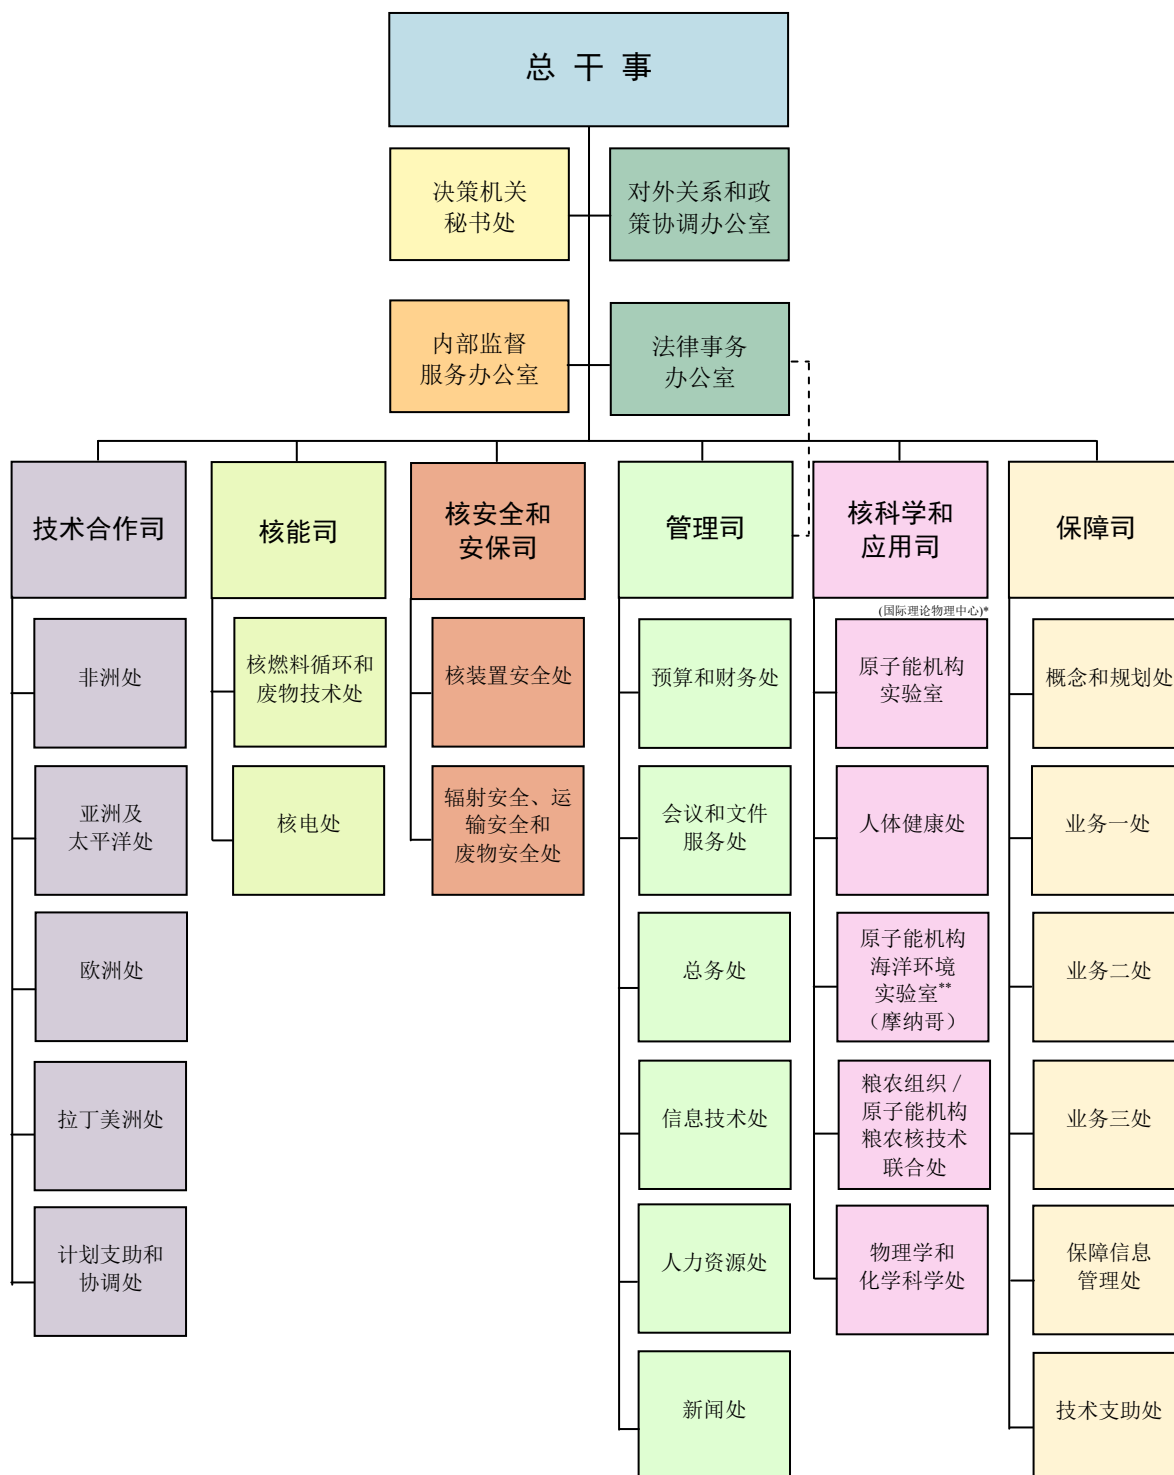 总 干 事
决策机关
秘书处
对外关系和政
策协调办公室
内部监督
服务办公室
法律事务
办公室
技术合作司
非洲处
亚洲及
太平洋处
欧洲处
拉丁美洲处
计划支助和
协调处
核能司
核燃料循环和
废物技术处
核电处
核安全和
安保司
核装置安全处
辐射安全、运
输安全和
废物安全处
管理司
预算和财务处
会议和文件
服务处
总务处
信息技术处
人力资源处
新闻处
核科学和
应用司
(国际理论物理中心)*
原子能机构
实验室
人体健康处
原子能机构
海洋环境
实验室**
（摩纳哥）
粮农组织 /
原子能机构
粮农核技术
联合处
物理学和
化学科学处
保障司
概念和规划处
业务一处
业务二处
业务三处
保障信息
管理处
技术支助处